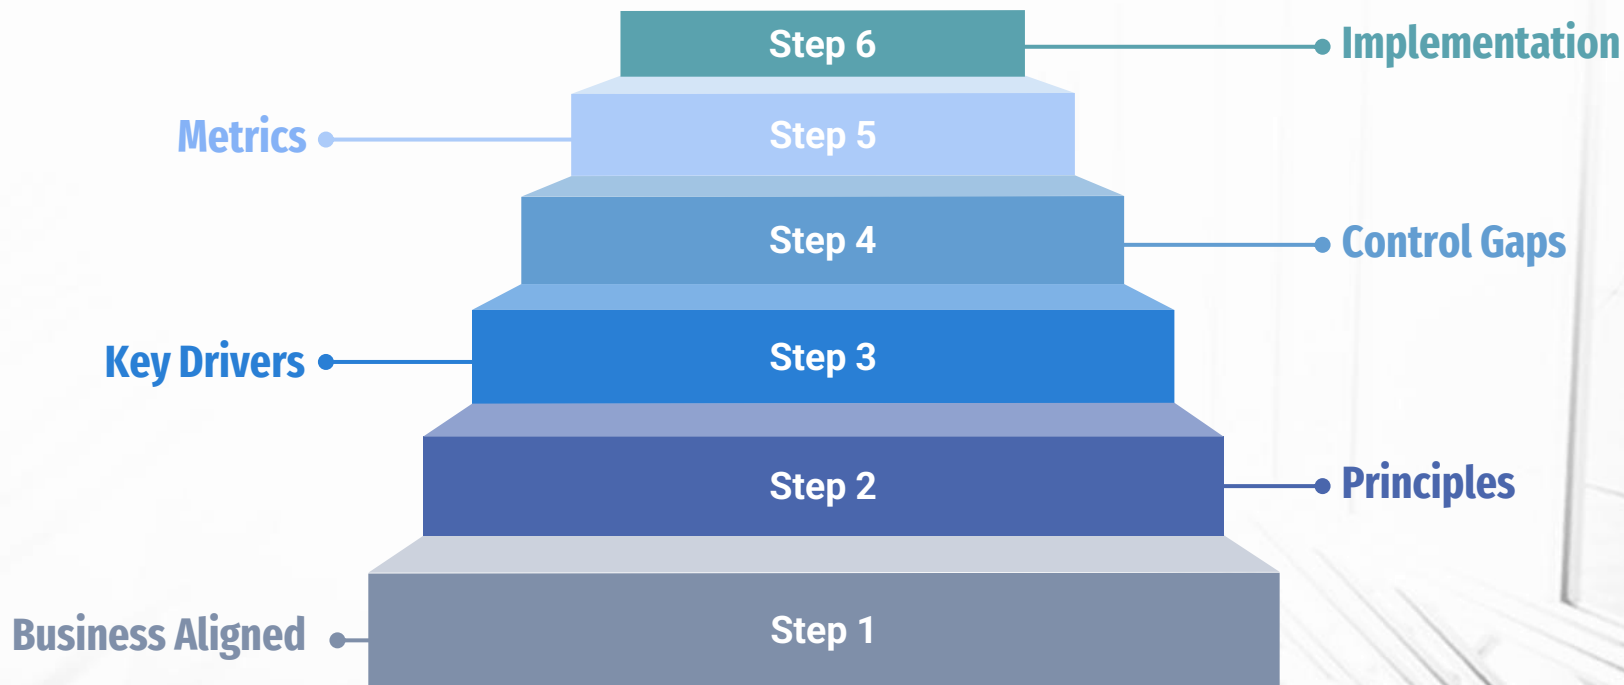 Step 6
Implementation
Metrics
Step 5
Step 4
Control Gaps
Key Drivers
Step 3
Step 2
Principles
Business Aligned
Step 1